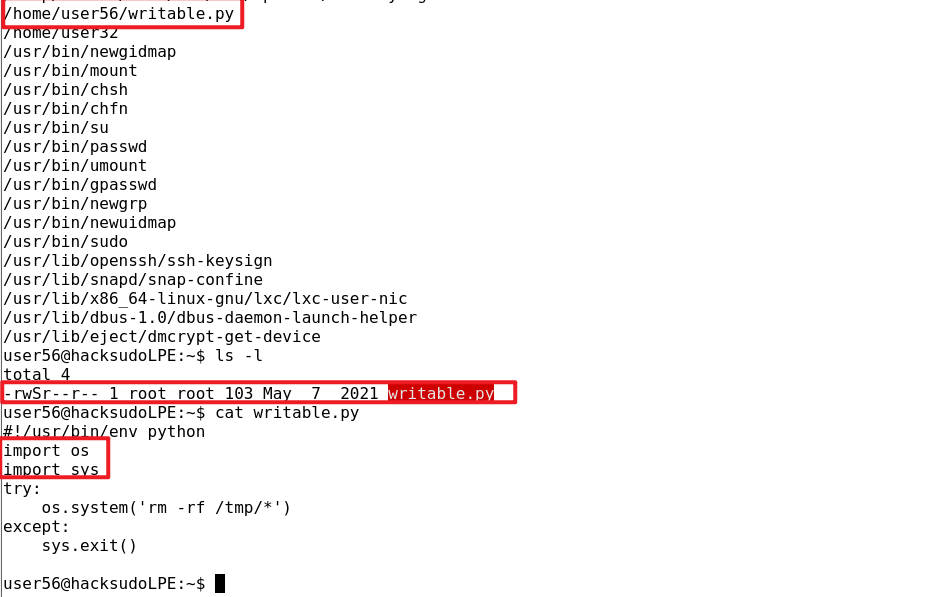 /home/user56/writable.py
/home/user32
/usr/bin/newgidmap
/usr/bin/mount
/usr/bin/chsh
/usr/bin/chfn
/usr/bin/su
/usr/bin/passwd
/usr/bin/umount
/usr/bin/gpasswd
/usr/bin/newgrp
/usr/bin/newuidmap
/usr/bin/sudo
/usr/lib/openssh/ssh-keysign
/usr/lib/snapd/snap-confine
/usr/lib/x86_64-linux-gnu/lxc/lxc-user-nic
/usr/lib/dbus-1.0/dbus-daemon-launch-helper
/usr/lib/eject/dmcrypt-get-device
user56@hacksudoLPE:~$ ls -l
total 4
-rwSr--r-- 1 root root 103 May  7  2021 writable.py
user56@hacksudoLPE:~$ cat writable.py
#!/usr/bin/env python
import os
import sys
try:
    os.system('rm -rf /tmp/*')
except:
    sys.exit()
user56@hacksudoLPE:~$